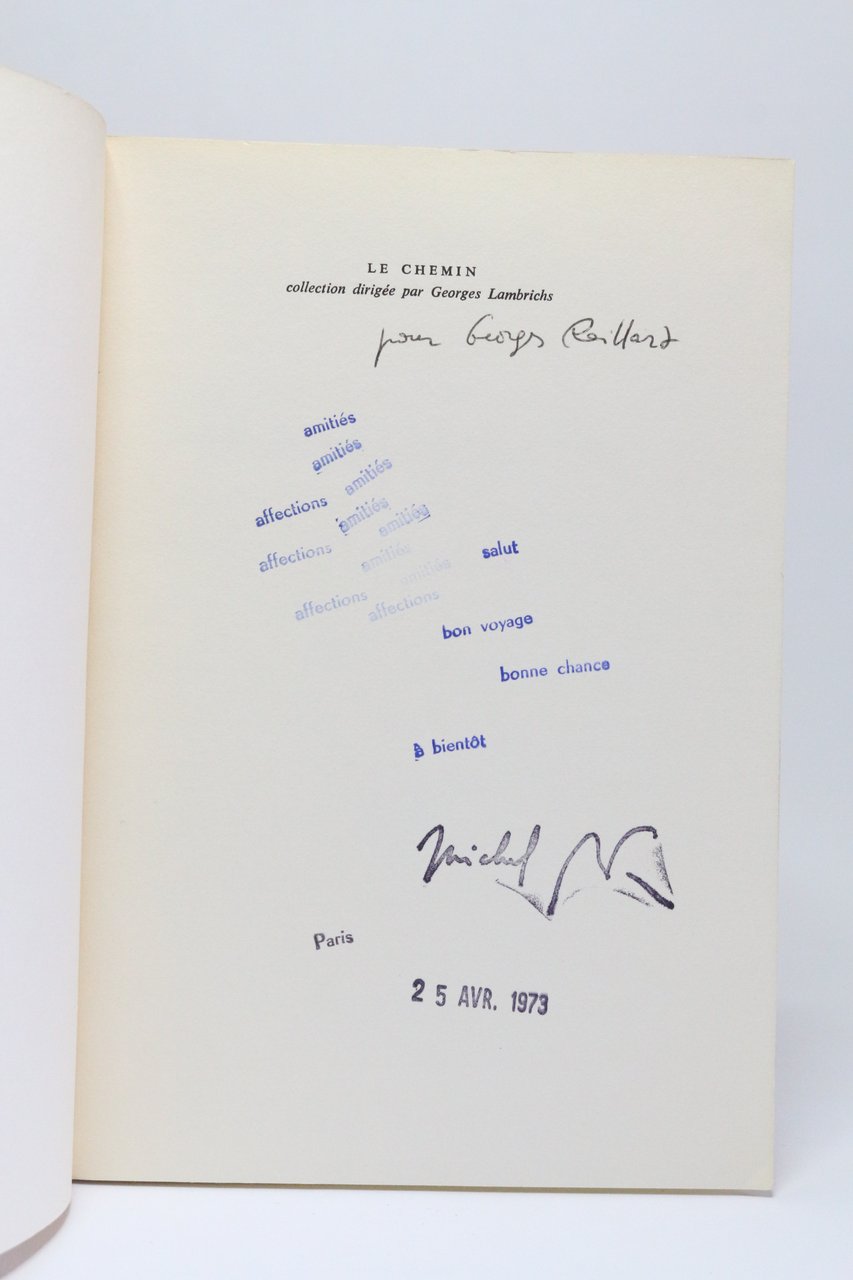 LE CHEMIN
collection dirigée par Georges Lambrichs
pour Georges Raillard
amitiés
amitiés
amitiés
affections
amitiés
amitiés
affections
amitiés
salut
amitiés
affections
affections
bon voyage
bonne chance
à bientôt
Michel
Paris
25 AVR. 1973